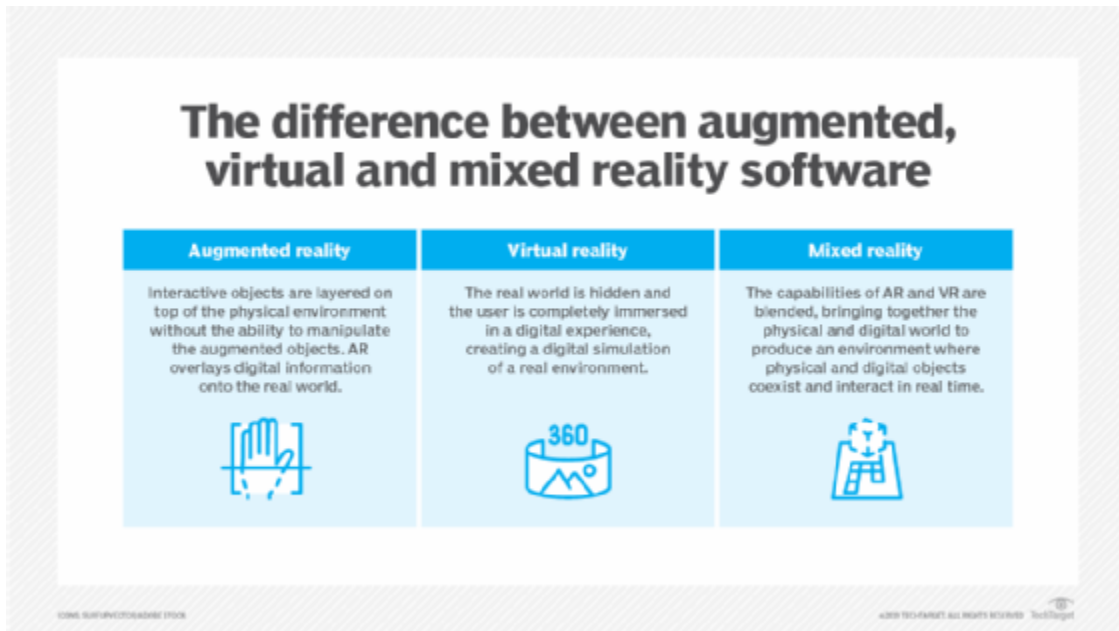 The difference between augmented,
virtual and mixed reality software
Augmented reality
Interactive objects are layered on
top of the physical environment
without the ability to manipulate
the augmented objects. AR
overlays digital information
onto the real world.
Virtual reality
The real world is hidden and
the user is completely immersed
in a digital experience,
creating a digital simulation
of a real environment.
360
Mixed reality
The capabilities of AR and VR are
blended, bringing together the
physical and digital world to
produce an environment where
physical and digital objects
coexist and interact in real time.
ALL RIGHTS RESERVED
TechTarget